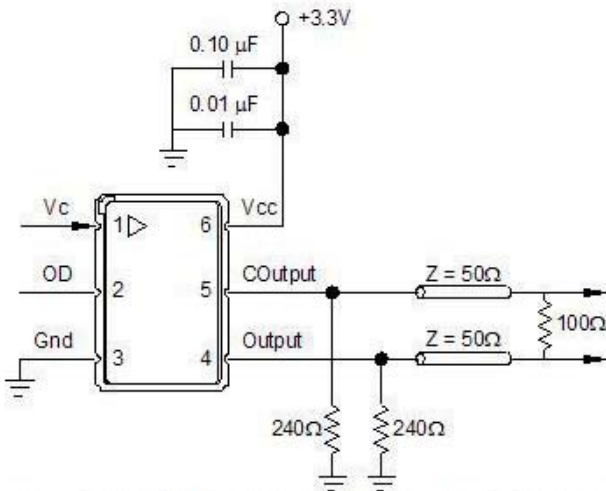 +3.3V
0.10 µF
0.01 µF
Vc
1
6
Vcc
OD
2
5
COutput
Z = 50Ω
100Ω
Gnd
3
4
Output
Z = 50Ω
240Ω
240Ω